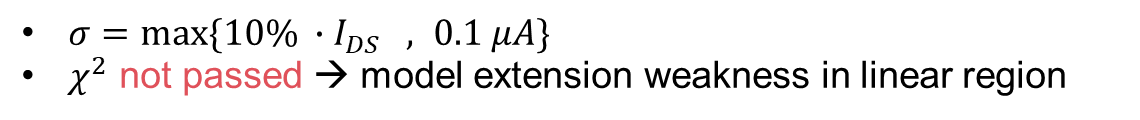 • σ = max{10% · I_DS , 0.1 μA}
• χ² not passed → model extension weakness in linear region